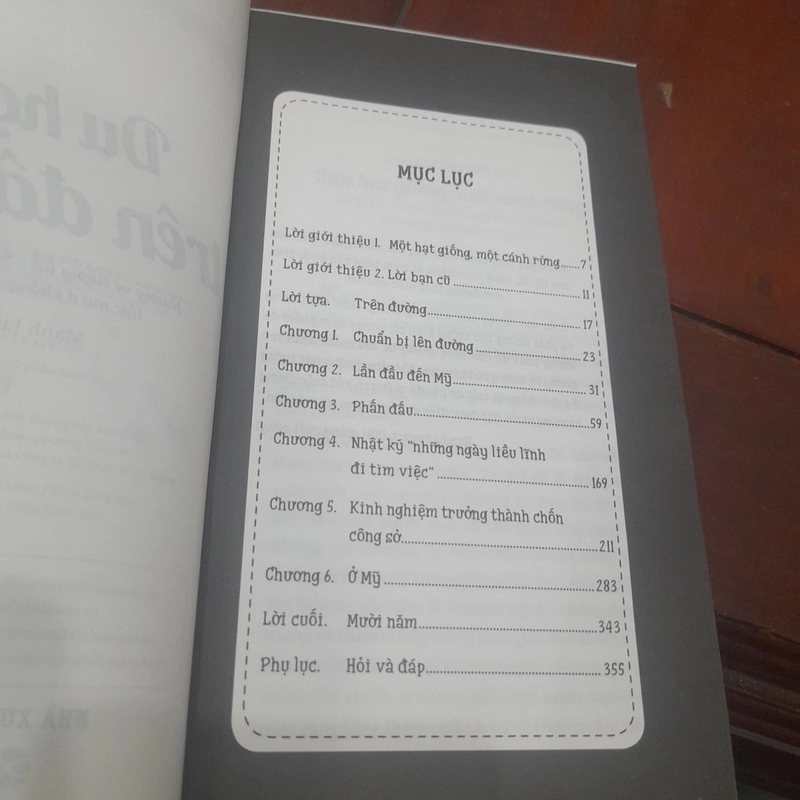 MỤC LỤC
Lời giới thiệu 1. Một hạt giống, một cánh rừng......7
Lời giới thiệu 2. Lời bạn cũ ........ 11
Lời tựa. Trên đường........ 17
Chương 1. Chuẩn bị lên đường........ 23
Chương 2. Lần đầu đến Mỹ........ 31
Chương 3. Phấn đấu........ 59
Chương 4. Nhật ký "những ngày liều lĩnh
đi tìm việc" ........ 169
Chương 5. Kinh nghiệm trưởng thành chốn
công sở........ 211
Chương 6. Ở Mỹ ........ 283
Lời cuối. Mười năm........ 343
Phụ lục. Hỏi và đáp........ 355
Du họ
trên đô